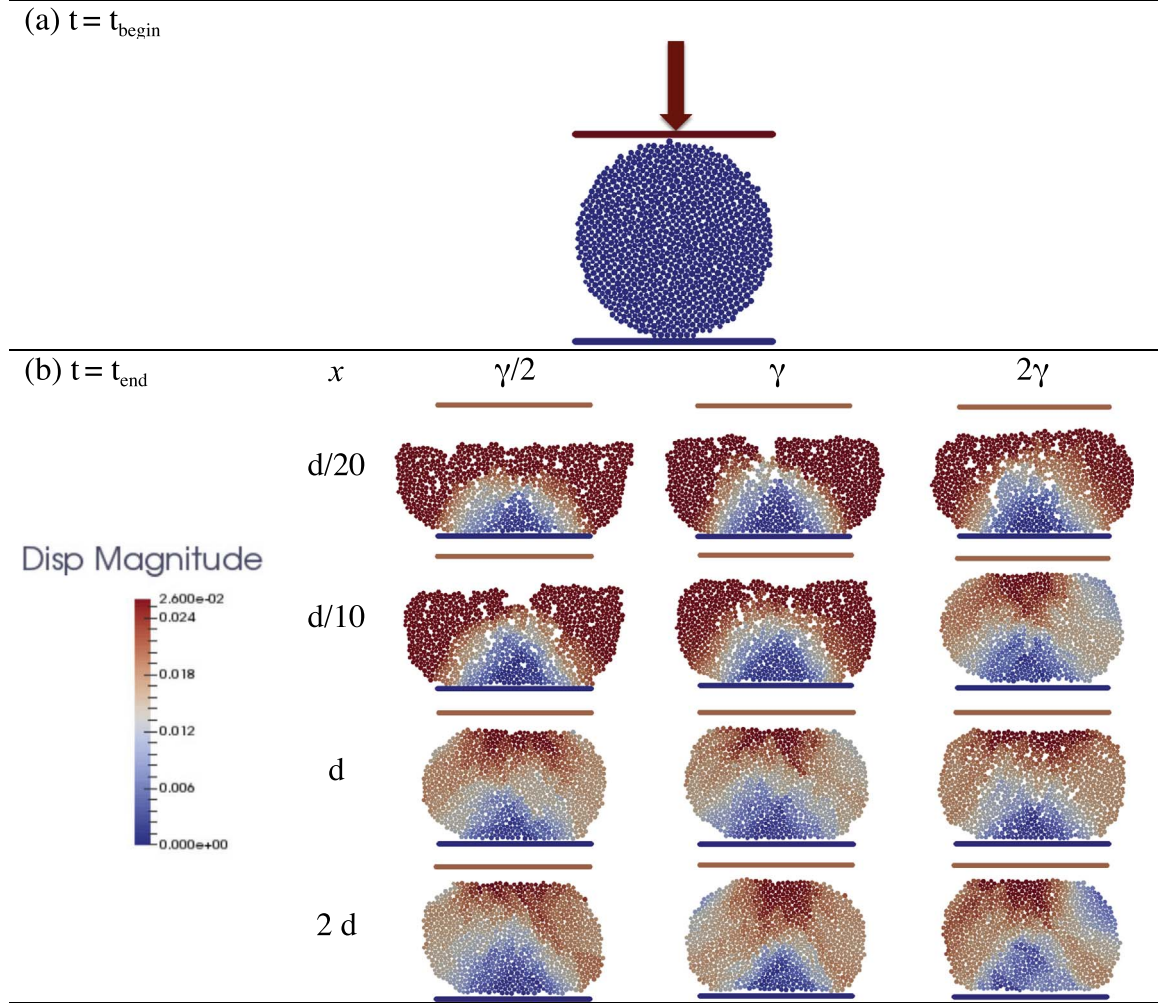 (a) t = t_begin
(b) t = t_end x γ/2 γ 2γ
d/20
Disp Magnitude
2.600e-02
0.024
0.018
0.012
0.006
0.000e+00
d/10
d
2 d